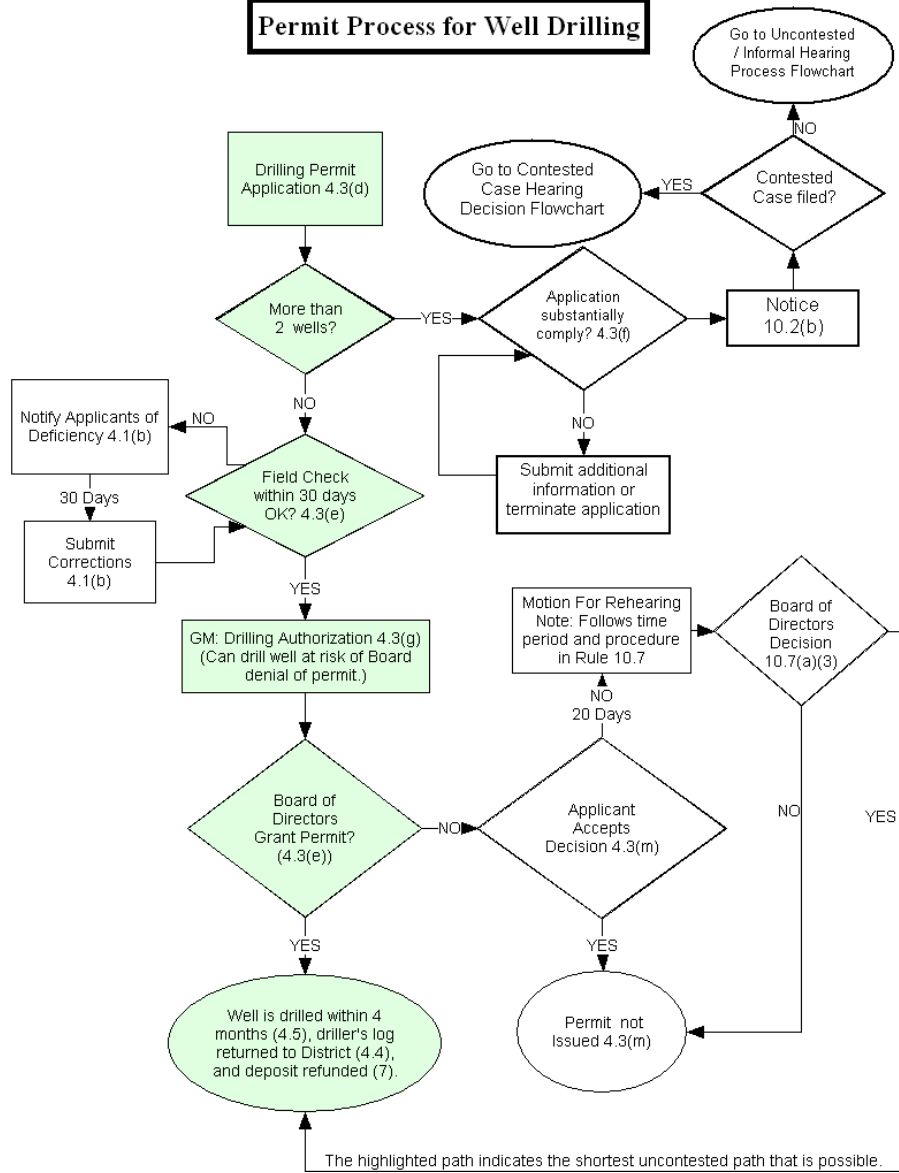 Permit Process for Well Drilling
Go to Uncontested
/ Informal Hearing
Process Flowchart
NO
Drilling Permit
Application 4.3(d)
Go to Contested
Case Hearing
Decision Flowchart
YES
Contested
Case filed?
More than
2 wells?
YES
Application
substantially
comply? 4.3(f)
Notice
10.2(b)
NO
NO
Notify Applicants of
Deficiency 4.1(b)
NO
Field Check
within 30 days
OK? 4.3(e)
Submit additional
information or
terminate application
30 Days
Submit
Corrections
4.1(b)
YES
GM: Drilling Authorization 4.3(g)
(Can drill well at risk of Board
denial of permit.)
Motion For Rehearing
Note: Follows time
period and procedure
in Rule 10.7
Board of
Directors
Decision
10.7(a)(3)
NO
20 Days
Board of
Directors
Grant Permit?
(4.3(e))
NO
Applicant
Accepts
Decision 4.3(m)
NO
YES
YES
YES
Well is drilled within 4
months (4.5), driller's log
returned to District (4.4),
and deposit refunded (7).
Permit not
Issued 4.3(m)
The highlighted path indicates the shortest uncontested path that is possible.